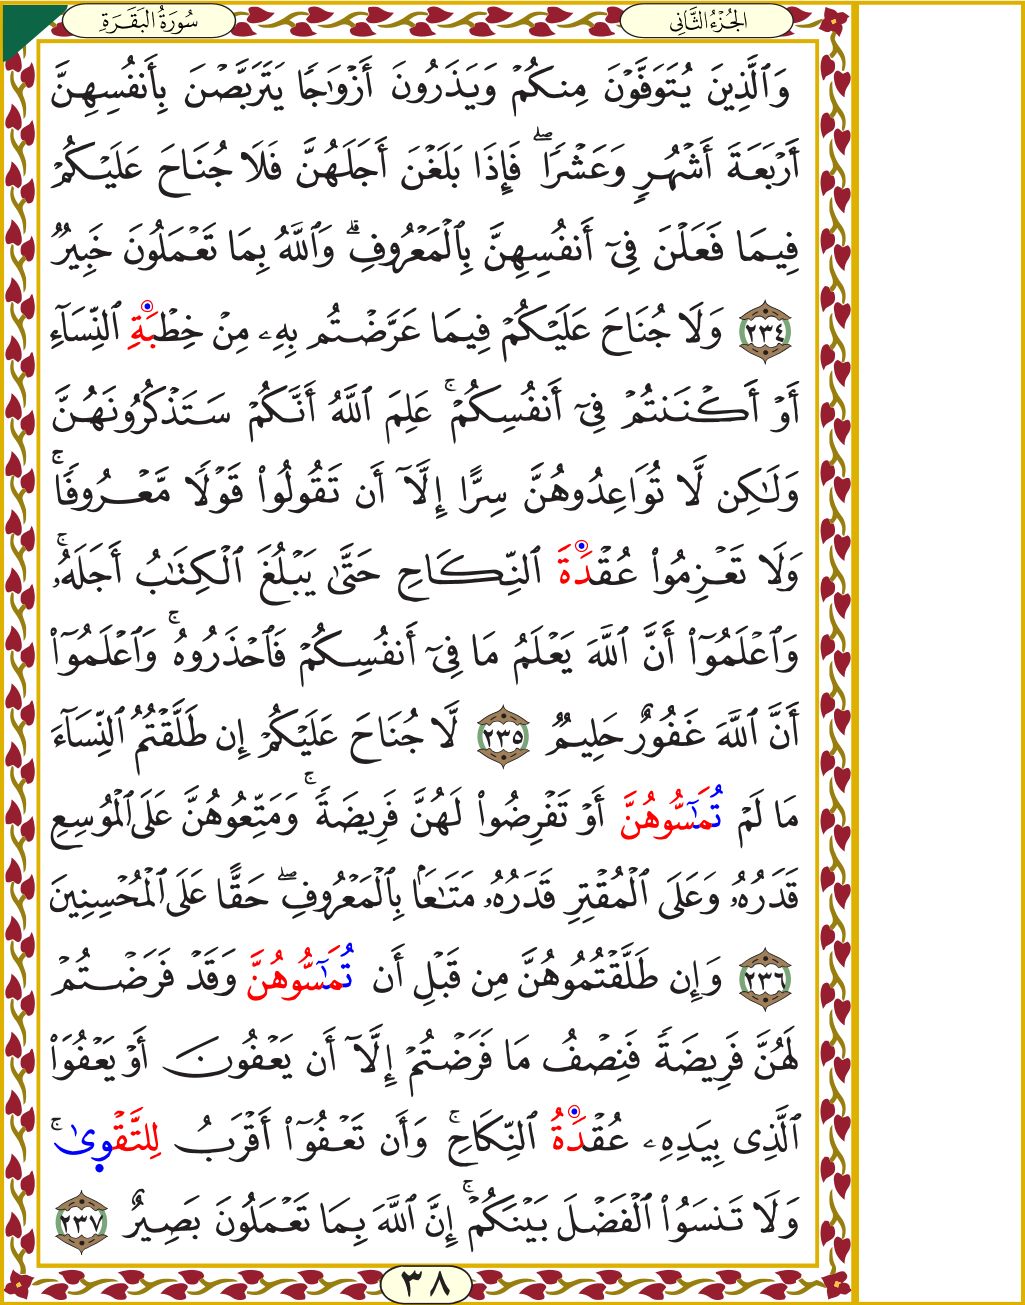 الجُزْءُ الثَّانِي
سُورَةُ البَقَرَةِ
وَٱلَّذِينَ يُتَوَفَّوْنَ مِنكُمْ وَيَذَرُونَ أَزْوَٰجًا يَتَرَبَّصْنَ بِأَنفُسِهِنَّ
أَرْبَعَةَ أَشْهُرٍ وَعَشْرًا ۖ فَإِذَا بَلَغْنَ أَجَلَهُنَّ فَلَا جُنَاحَ عَلَيْكُمْ
فِيمَا فَعَلْنَ فِىٓ أَنفُسِهِنَّ بِٱلْمَعْرُوفِ ۗ وَٱللَّهُ بِمَا تَعْمَلُونَ خَبِيرٌ
٢٣٤ وَلَا جُنَاحَ عَلَيْكُمْ فِيمَا عَرَّضْتُم بِهِۦ مِنْ خِطْبَةِ ٱلنِّسَآءِ
أَوْ أَكْنَنتُمْ فِىٓ أَنفُسِكُمْ ۚ عَلِمَ ٱللَّهُ أَنَّكُمْ سَتَذْكُرُونَهُنَّ
وَلَٰكِن لَّا تُوَاعِدُوهُنَّ سِرًّا إِلَّآ أَن تَقُولُوا۟ قَوْلًا مَّعْرُوفًا ۚ
وَلَا تَعْزِمُوا۟ عُقْدَةَ ٱلنِّكَاحِ حَتَّىٰ يَبْلُغَ ٱلْكِتَٰبُ أَجَلَهُۥ ۚ
وَٱعْلَمُوٓا۟ أَنَّ ٱللَّهَ يَعْلَمُ مَا فِىٓ أَنفُسِكُمْ فَٱحْذَرُوهُ ۚ وَٱعْلَمُوٓا۟
أَنَّ ٱللَّهَ غَفُورٌ حَلِيمٌ ٢٣٥ لَّا جُنَاحَ عَلَيْكُمْ إِن طَلَّقْتُمُ ٱلنِّسَآءَ
مَا لَمْ تُمَآسُّوهُنَّ أَوْ تَفْرِضُوا۟ لَهُنَّ فَرِيضَةً ۚ وَمَتِّعُوهُنَّ عَلَى ٱلْمُوسِعِ
قَدَرُهُۥ وَعَلَى ٱلْمُقْتِرِ قَدَرُهُۥ مَتَٰعًۢا بِٱلْمَعْرُوفِ ۖ حَقًّا عَلَى ٱلْمُحْسِنِينَ
٢٣٦ وَإِن طَلَّقْتُمُوهُنَّ مِن قَبْلِ أَن تُمَآسُّوهُنَّ وَقَدْ فَرَضْتُمْ
لَهُنَّ فَرِيضَةً فَنِصْفُ مَا فَرَضْتُمْ إِلَّآ أَن يَعْفُونَ أَوْ يَعْفُوَا۟
ٱلَّذِى بِيَدِهِۦ عُقْدَةُ ٱلنِّكَاحِ ۚ وَأَن تَعْفُوٓا۟ أَقْرَبُ لِلتَّقْوىٰ ۚ
وَلَا تَنسَوُا۟ ٱلْفَضْلَ بَيْنَكُمْ ۚ إِنَّ ٱللَّهَ بِمَا تَعْمَلُونَ بَصِيرٌ ٢٣٧
٣٨